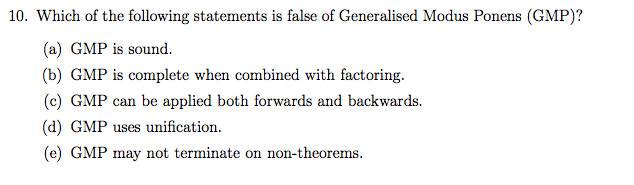 10. Which of the following statements is false of Generalised Modus Ponens (GMP)?
(a) GMP is sound.
(b) GMP is complete when combined with factoring.
(c) GMP can be applied both forwards and backwards.
(d) GMP uses unification.
(e) GMP may not terminate on non-theorems.